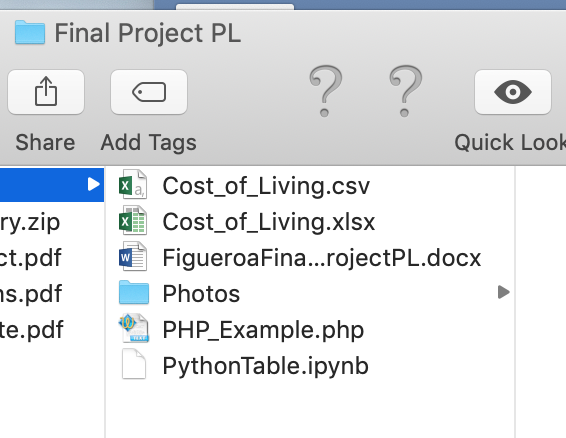 Final Project PL
Share Add Tags Quick Look
Cost_of_Living.csv
ry.zip Cost_of_Living.xlsx
ct.pdf FigueroaFina...rojectPL.docx
ns.pdf Photos
te.pdf PHP_Example.php
PythonTable.ipynb